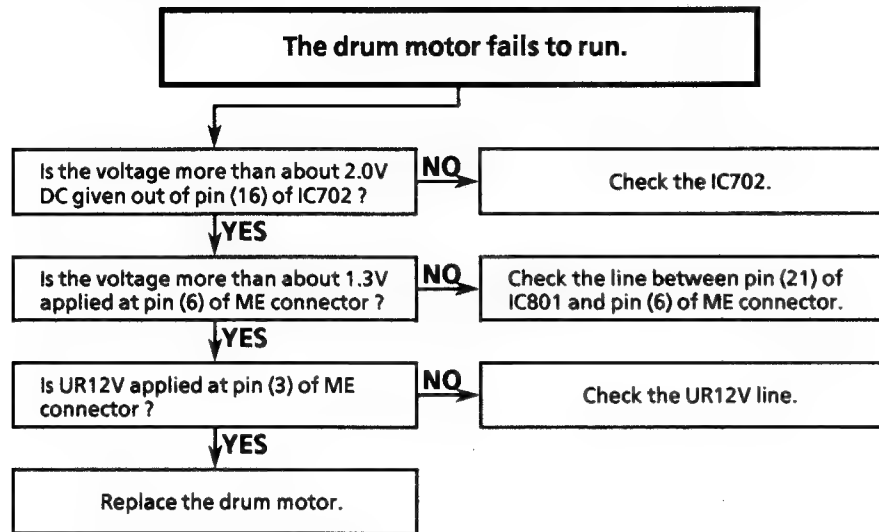 The drum motor fails to run.
Is the voltage more than about 2.0V
DC given out of pin (16) of IC702 ?
NO
Check the IC702.
YES
Is the voltage more than about 1.3V
applied at pin (6) of ME connector ?
NO
Check the line between pin (21) of
IC801 and pin (6) of ME connector.
YES
Is UR12V applied at pin (3) of ME
connector ?
NO
Check the UR12V line.
YES
Replace the drum motor.